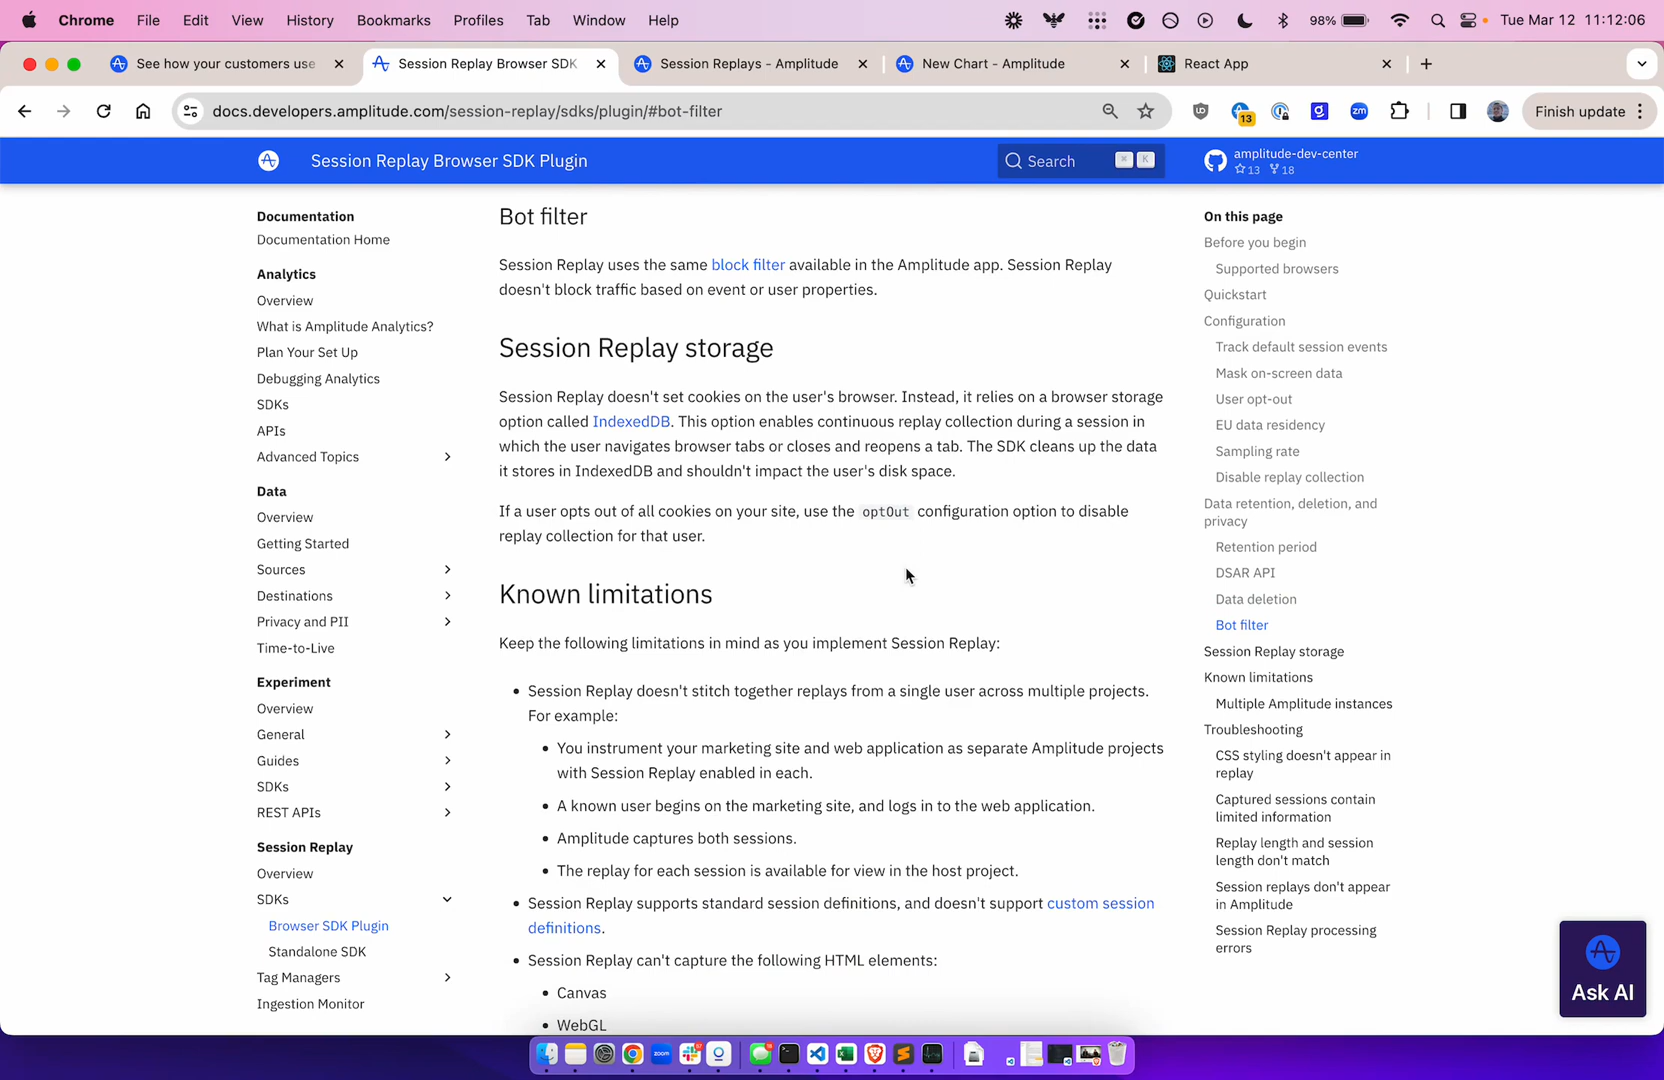 Chrome File Edit View History Bookmarks Profiles Tab Window Help 98% Tue Mar 12 11:12:06
See how your customers use
Session Replay Browser SDK
Session Replays - Amplitude
New Chart - Amplitude
React App
docs.developers.amplitude.com/session-replay/sdks/plugin/#bot-filter
13
zm
Finish update
Session Replay Browser SDK Plugin
Search
K
amplitude-dev-center
13 18
Documentation
Documentation Home
Analytics
Overview
What is Amplitude Analytics?
Plan Your Set Up
Debugging Analytics
SDKs
APIs
Advanced Topics
Data
Overview
Getting Started
Sources
Destinations
Privacy and PII
Time-to-Live
Experiment
Overview
General
Guides
SDKs
REST APIs
Session Replay
Overview
SDKs
Browser SDK Plugin
Standalone SDK
Tag Managers
Ingestion Monitor
Bot filter
Session Replay uses the same block filter available in the Amplitude app. Session Replay
doesn't block traffic based on event or user properties.
Session Replay storage
Session Replay doesn't set cookies on the user's browser. Instead, it relies on a browser storage
option called IndexedDB. This option enables continuous replay collection during a session in
which the user navigates browser tabs or closes and reopens a tab. The SDK cleans up the data
it stores in IndexedDB and shouldn't impact the user's disk space.
If a user opts out of all cookies on your site, use the optOut configuration option to disable
replay collection for that user.
Known limitations
Keep the following limitations in mind as you implement Session Replay:
• Session Replay doesn't stitch together replays from a single user across multiple projects.
For example:
• You instrument your marketing site and web application as separate Amplitude projects
with Session Replay enabled in each.
• A known user begins on the marketing site, and logs in to the web application.
• Amplitude captures both sessions.
• The replay for each session is available for view in the host project.
• Session Replay supports standard session definitions, and doesn't support custom session
definitions.
• Session Replay can't capture the following HTML elements:
• Canvas
• WebGL
On this page
Before you begin
Supported browsers
Quickstart
Configuration
Track default session events
Mask on-screen data
User opt-out
EU data residency
Sampling rate
Disable replay collection
Data retention, deletion, and
privacy
Retention period
DSAR API
Data deletion
Bot filter
Session Replay storage
Known limitations
Multiple Amplitude instances
Troubleshooting
CSS styling doesn't appear in
replay
Captured sessions contain
limited information
Replay length and session
length don't match
Session replays don't appear
in Amplitude
Session Replay processing
errors
Ask AI
zoom